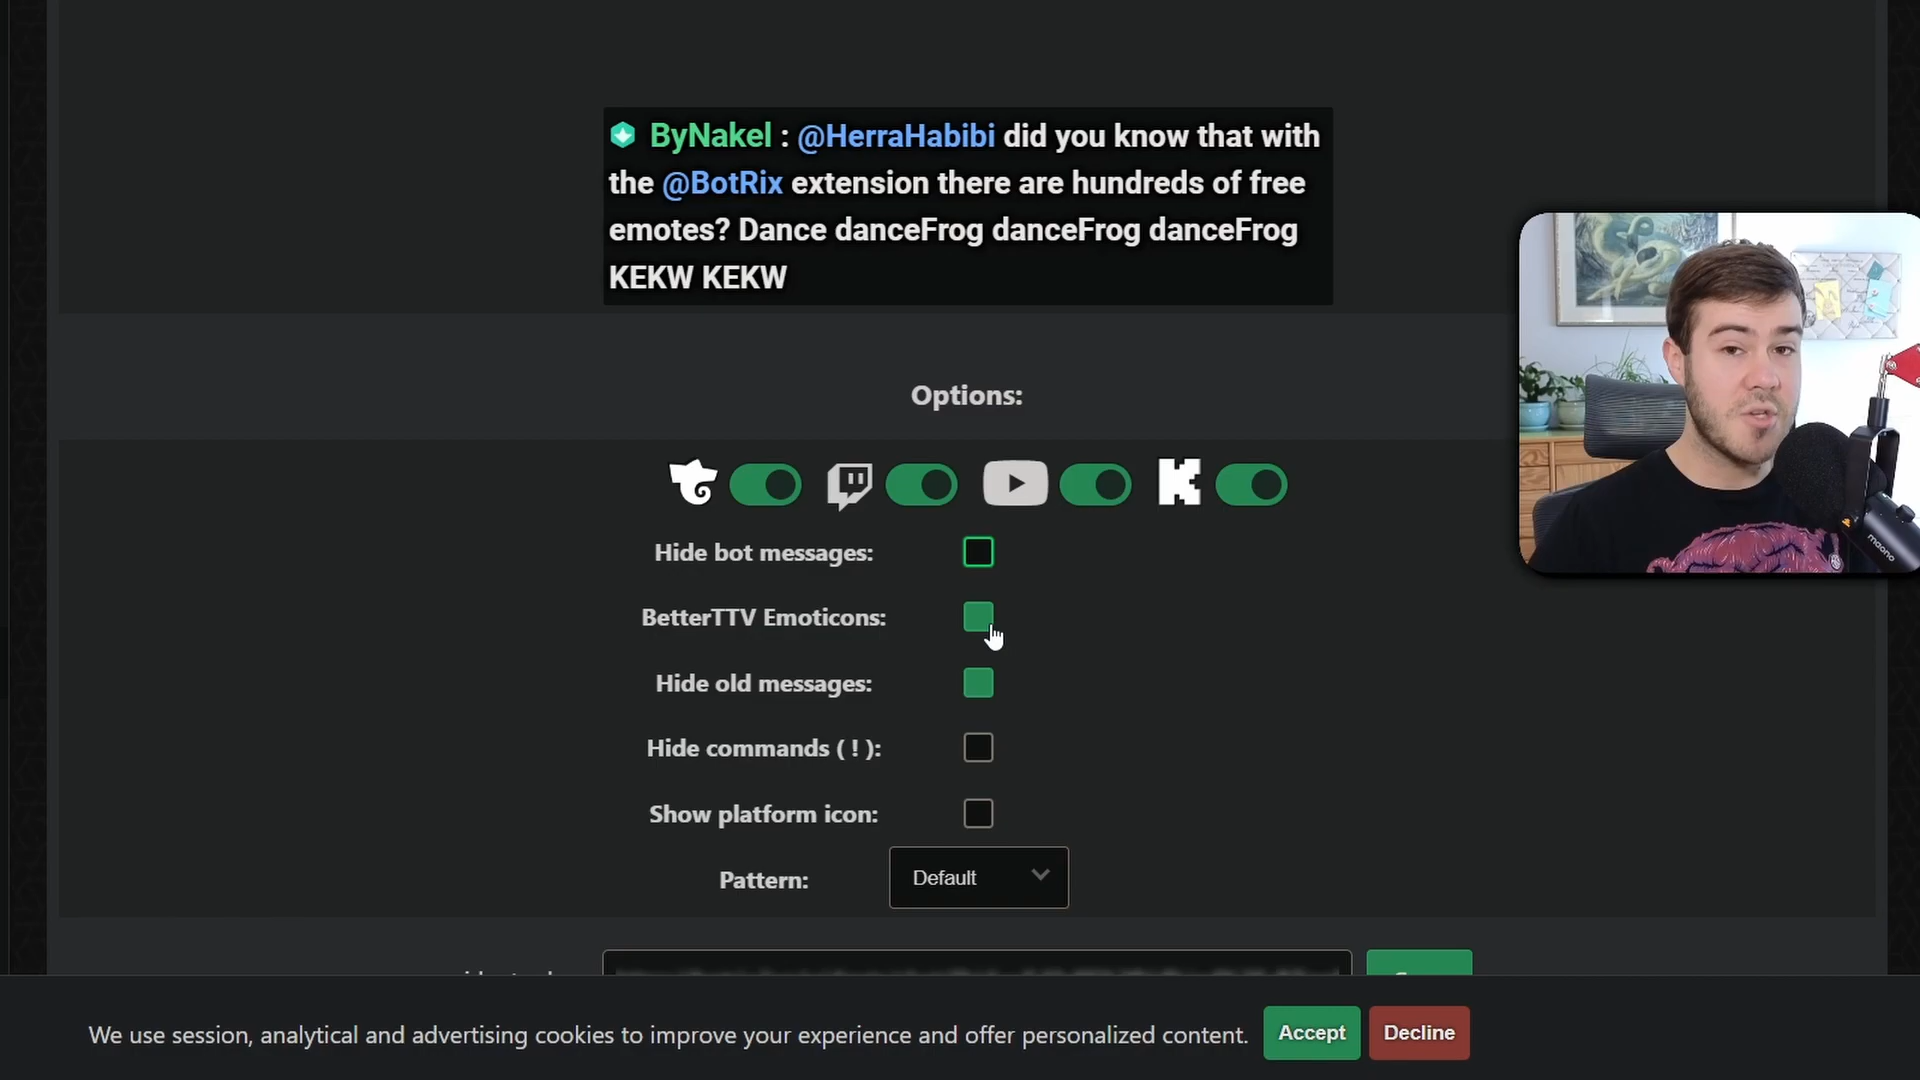 ByNakel : @HerraHabibi did you know that with
the @BotRix extension there are hundreds of free
emotes? Dance danceFrog danceFrog danceFrog
KEKW KEKW
Options:
Hide bot messages:
BetterTTV Emoticons:
Hide old messages:
Hide commands ( ! ):
Show platform icon:
Pattern: Default
We use session, analytical and advertising cookies to improve your experience and offer personalized content. Accept Decline
maono